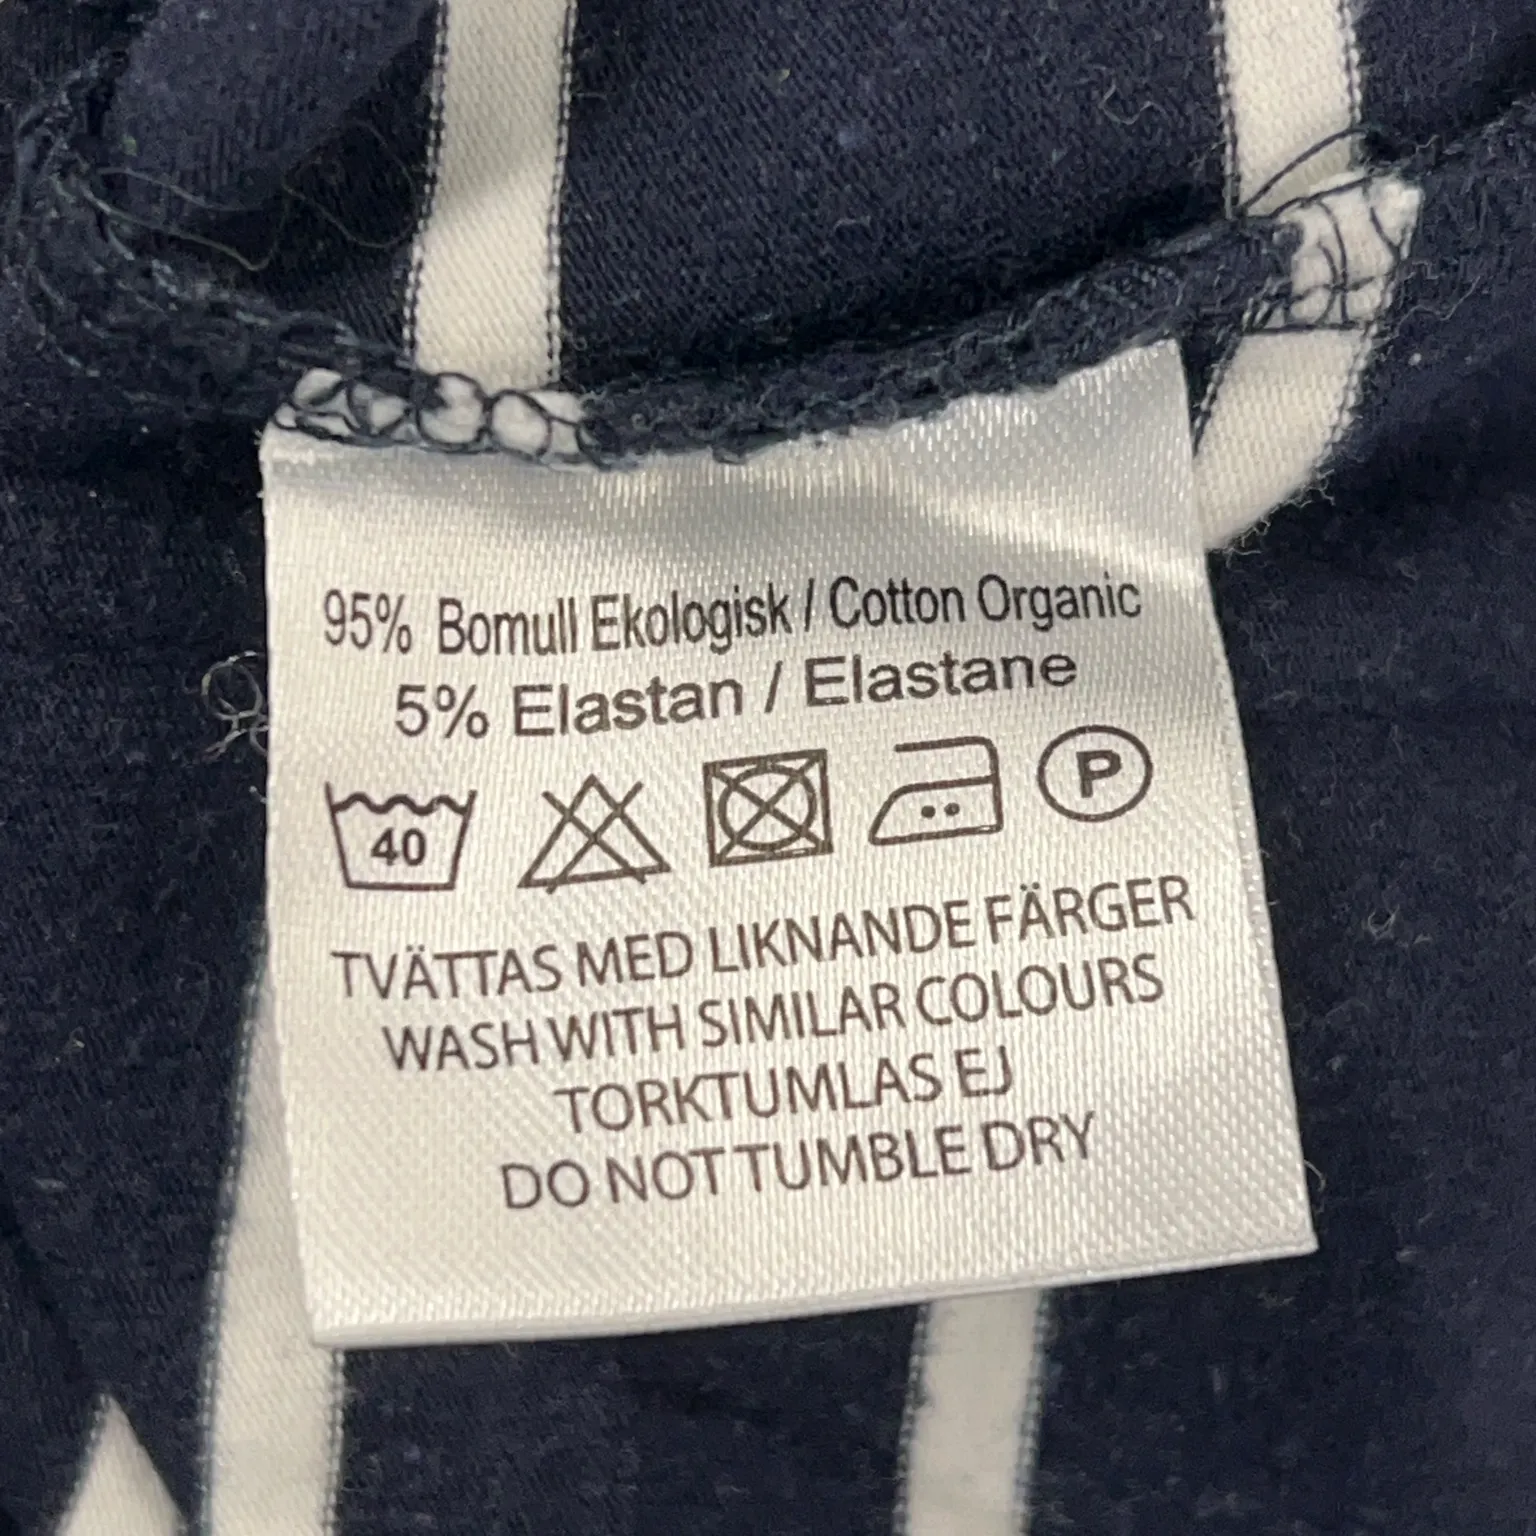 95% Bomull Ekologisk / Cotton Organic
5% Elastan / Elastane
40 P
TVÄTTAS MED LIKNANDE FÄRGER
WASH WITH SIMILAR COLOURS
TORKTUMLAS EJ
DO NOT TUMBLE DRY